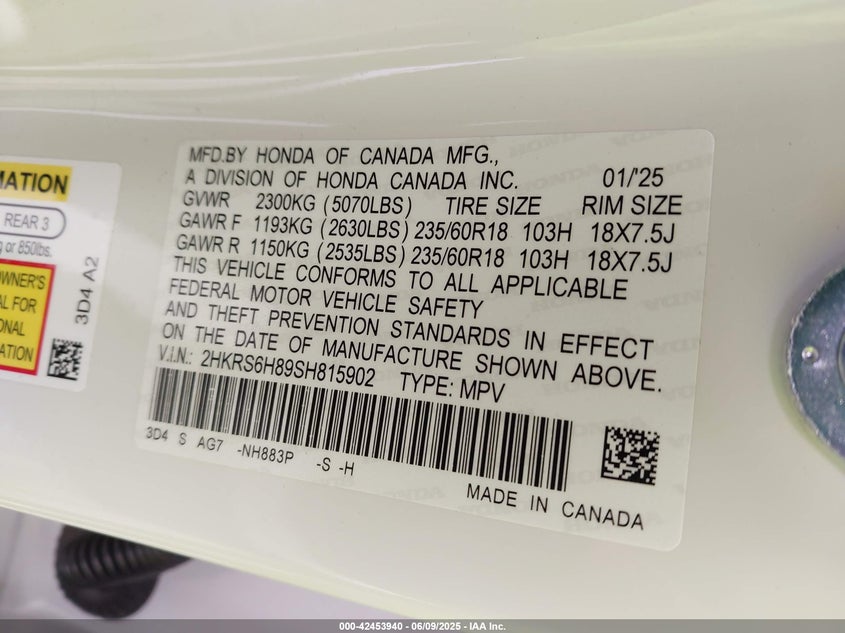 MATION
REAR 3
g or 850lbs.
OWNER'S
AL FOR
ONAL
ATION
3D4 A2
MFD.BY HONDA OF CANADA MFG.,
A DIVISION OF HONDA CANADA INC. 01/'25
GVWR 2300KG (5070LBS) TIRE SIZE RIM SIZE
GAWR F 1193KG (2630LBS) 235/60R18 103H 18X7.5J
GAWR R 1150KG (2535LBS) 235/60R18 103H 18X7.5J
THIS VEHICLE CONFORMS TO ALL APPLICABLE
FEDERAL MOTOR VEHICLE SAFETY
AND THEFT PREVENTION STANDARDS IN EFFECT
ON THE DATE OF MANUFACTURE SHOWN ABOVE.
V.I.N.: 2HKRS6H89SH815902 TYPE: MPV
3D4 S AG7 -NH883P -S -H
MADE IN CANADA
000-42453940 - 06/09/2025 - IAA Inc.